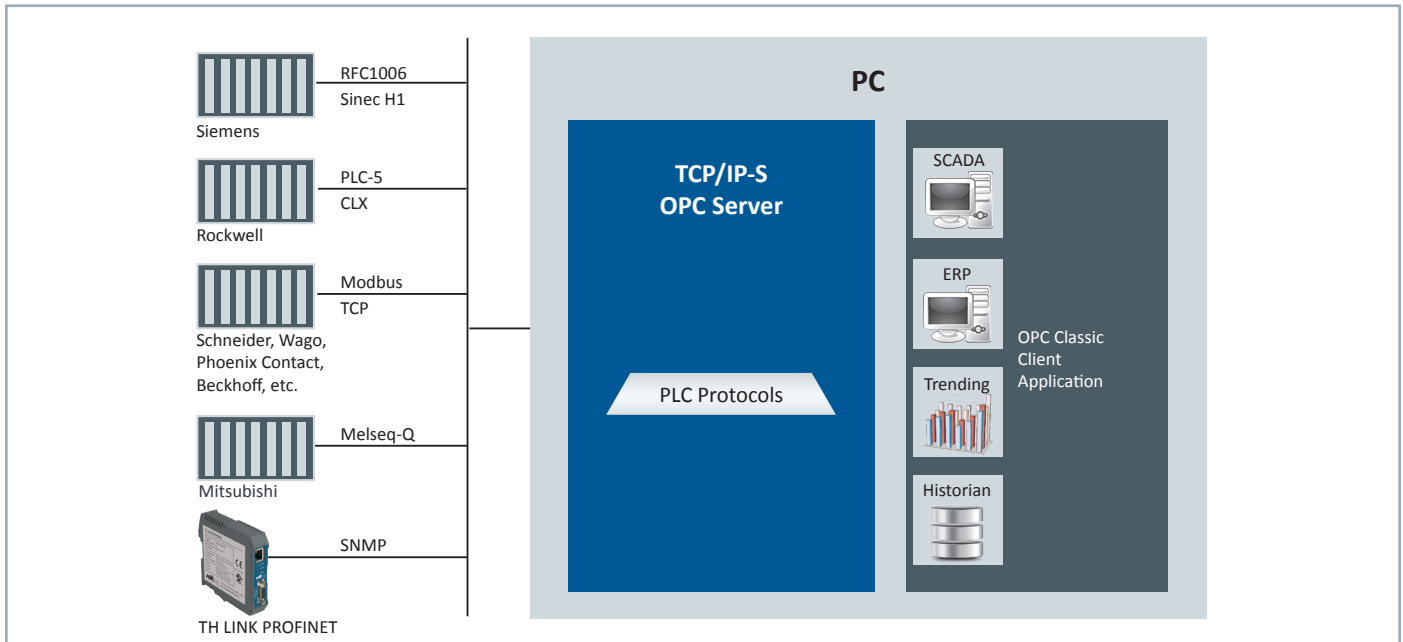 RFC1006
Sinec H1
Siemens
PLC-5
CLX
Rockwell
Modbus
TCP
Schneider, Wago,
Phoenix Contact,
Beckhoff, etc.
Melseq-Q
Mitsubishi
SNMP
TH LINK PROFINET
PC
TCP/IP-S
OPC Server
PLC Protocols
SCADA
ERP
Trending
Historian
OPC Classic
Client
Application